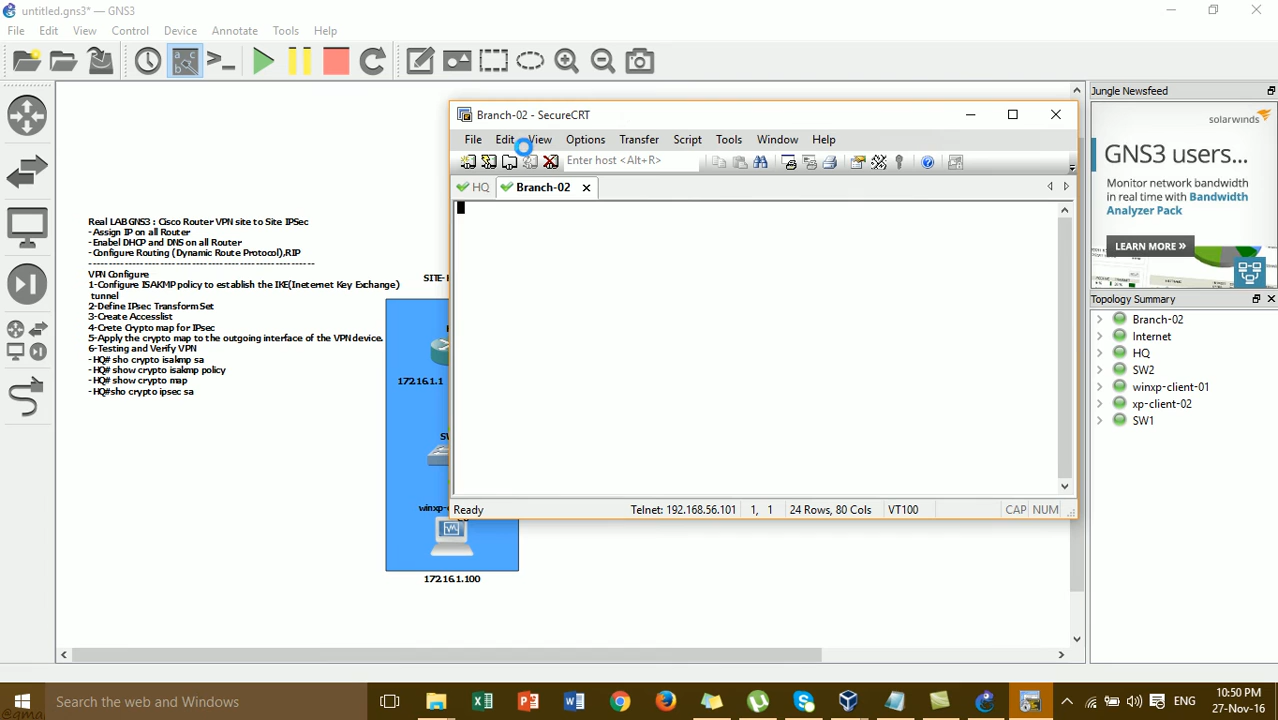 untitled.gns3* — GNS3
File Edit View Control Device Annotate Tools Help
Jungle Newsfeed
solarwinds
GNS3 users...
Monitor network bandwidth
in real time with Bandwidth
Analyzer Pack
LEARN MORE »
Topology Summary
Branch-02
Internet
HQ
SW2
winxp-client-01
xp-client-02
SW1
Branch-02 - SecureCRT
File Edit View Options Transfer Script Tools Window Help
Enter host <Alt+R>
HQ Branch-02
Ready Telnet: 192.168.56.101 1, 1 24 Rows, 80 Cols VT100 CAP NUM
Real LAB GNS3 : Cisco Router VPN site to Site IPSec
-Assign IP on all Router
-Enabel DHCP and DNS on all Router
-Configure Routing (Dynamic Route Protocol),RIP
------------------------------------------------------
VPN Configure
1-Configure ISAKMP policy to establish the IKE(Ineternet Key Exchange)
tunnel
2-Define IPsec Transform Set
3-Create Accesslist
4-Crete Crypto map for IPsec
5-Apply the crypto map to the outgoing interface of the VPN device.
6-Testing and Verify VPN
-HQ# sho crypto isakmp sa
-HQ# show crypto isakmp policy
-HQ# show crypto map
-HQ#sho crypto ipsec sa
172.16.1.1
172.16.1.100
Search the web and Windows
ENG
10:50 PM
27-Nov-16